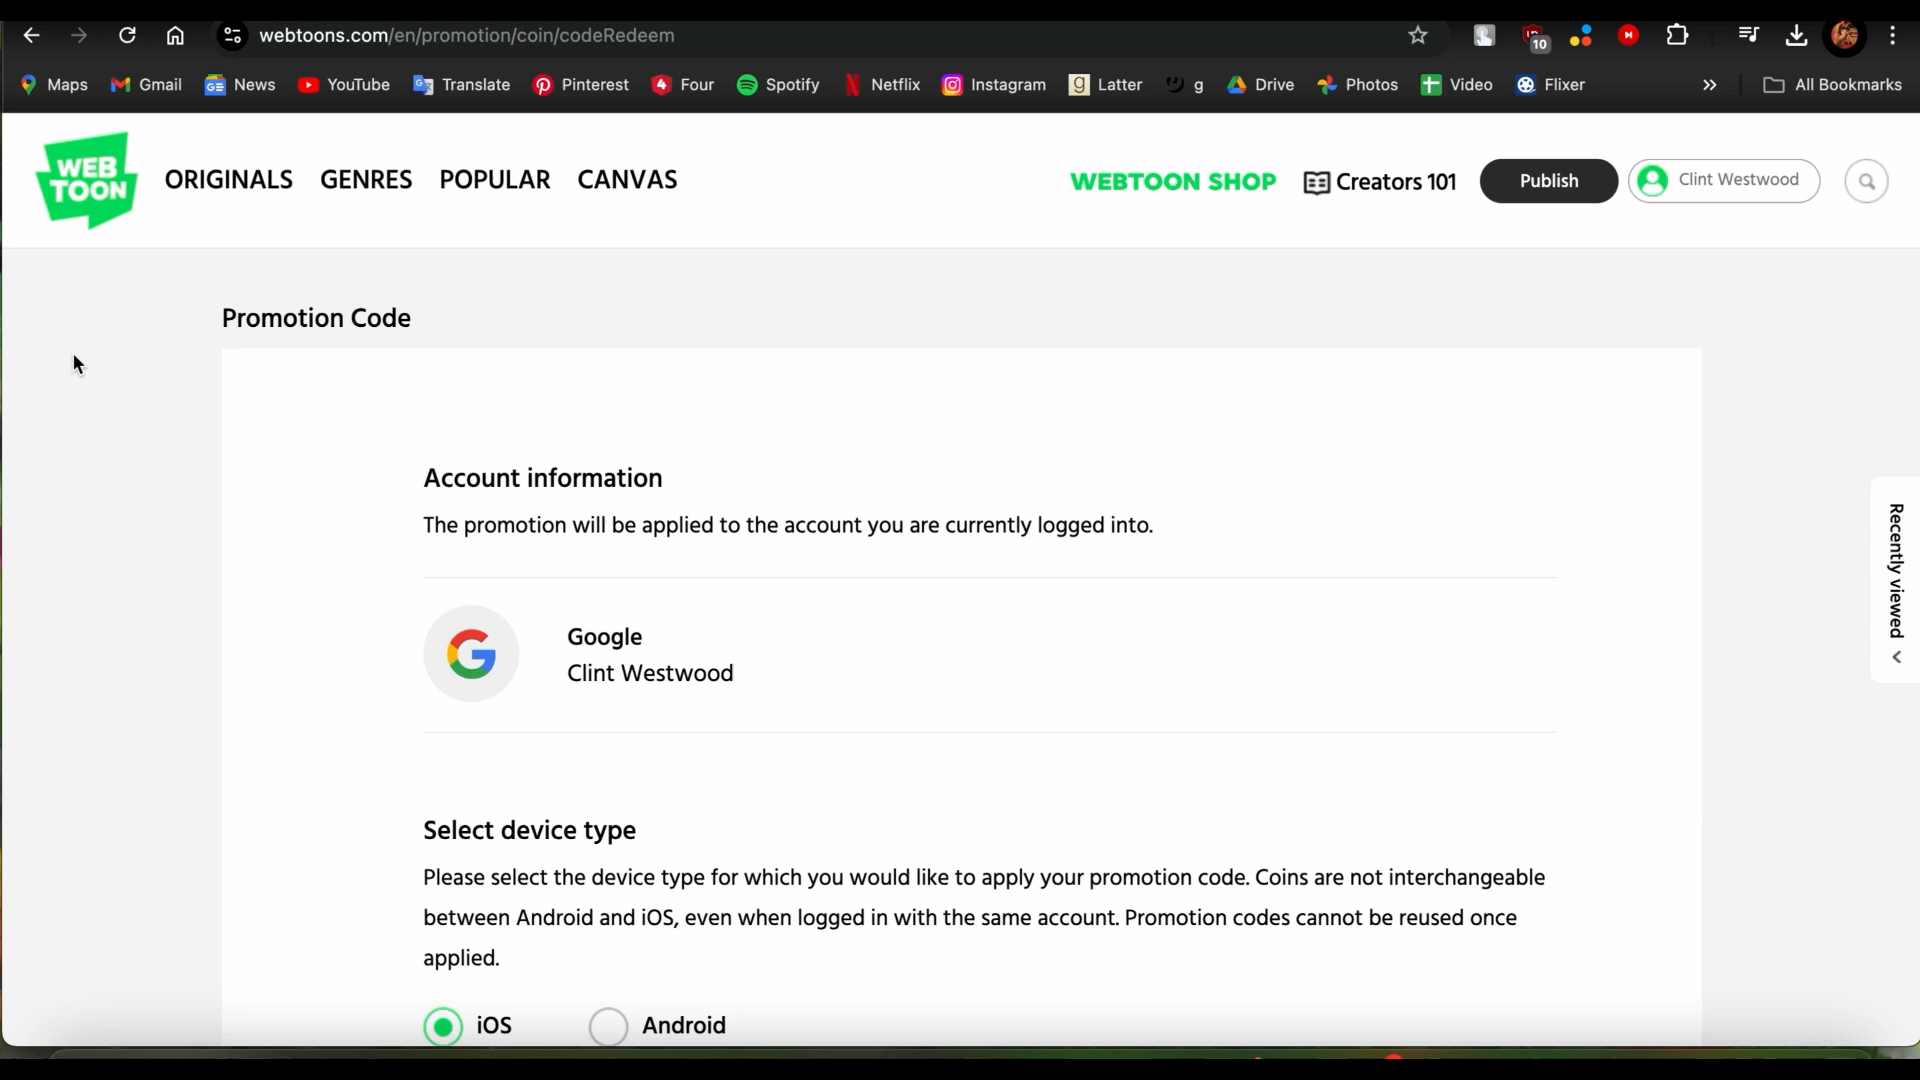 webtoons.com/en/promotion/coin/codeRedeem
10
Maps Gmail News YouTube Translate Pinterest Four Spotify Netflix Instagram Latter g Drive Photos Video Flixer » All Bookmarks
WEB
TOON
ORIGINALS GENRES POPULAR CANVAS WEBTOON SHOP Creators 101 Publish Clint Westwood
Promotion Code
Account information
The promotion will be applied to the account you are currently logged into.
Google
Clint Westwood
Recently viewed
Select device type
Please select the device type for which you would like to apply your promotion code. Coins are not interchangeable
between Android and iOS, even when logged in with the same account. Promotion codes cannot be reused once
applied.
iOS Android